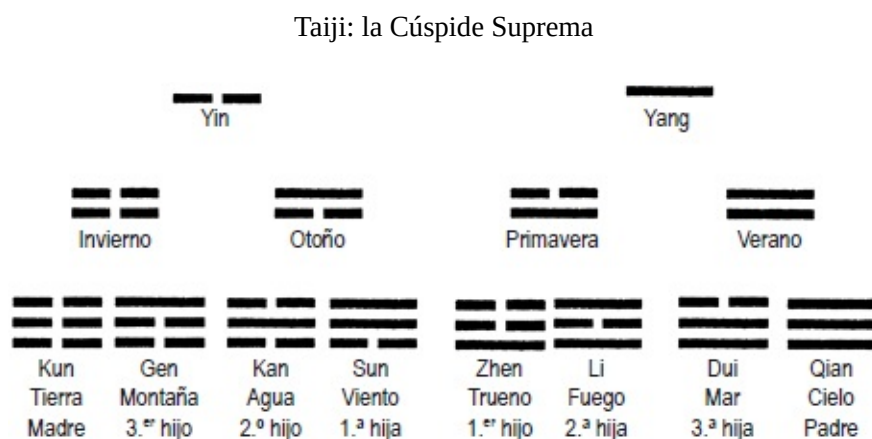 Taiji: la Cúspide Suprema
Yin Yang
Invierno Otoño Primavera Verano
Kun Gen Kan Sun Zhen Li Dui Qian
Tierra Montaña Agua Viento Trueno Fuego Mar Cielo
Madre 3.ᵉʳ hijo 2.º hijo 1.ª hija 1.ᵉʳ hijo 2.ª hija 3.ª hija Padre